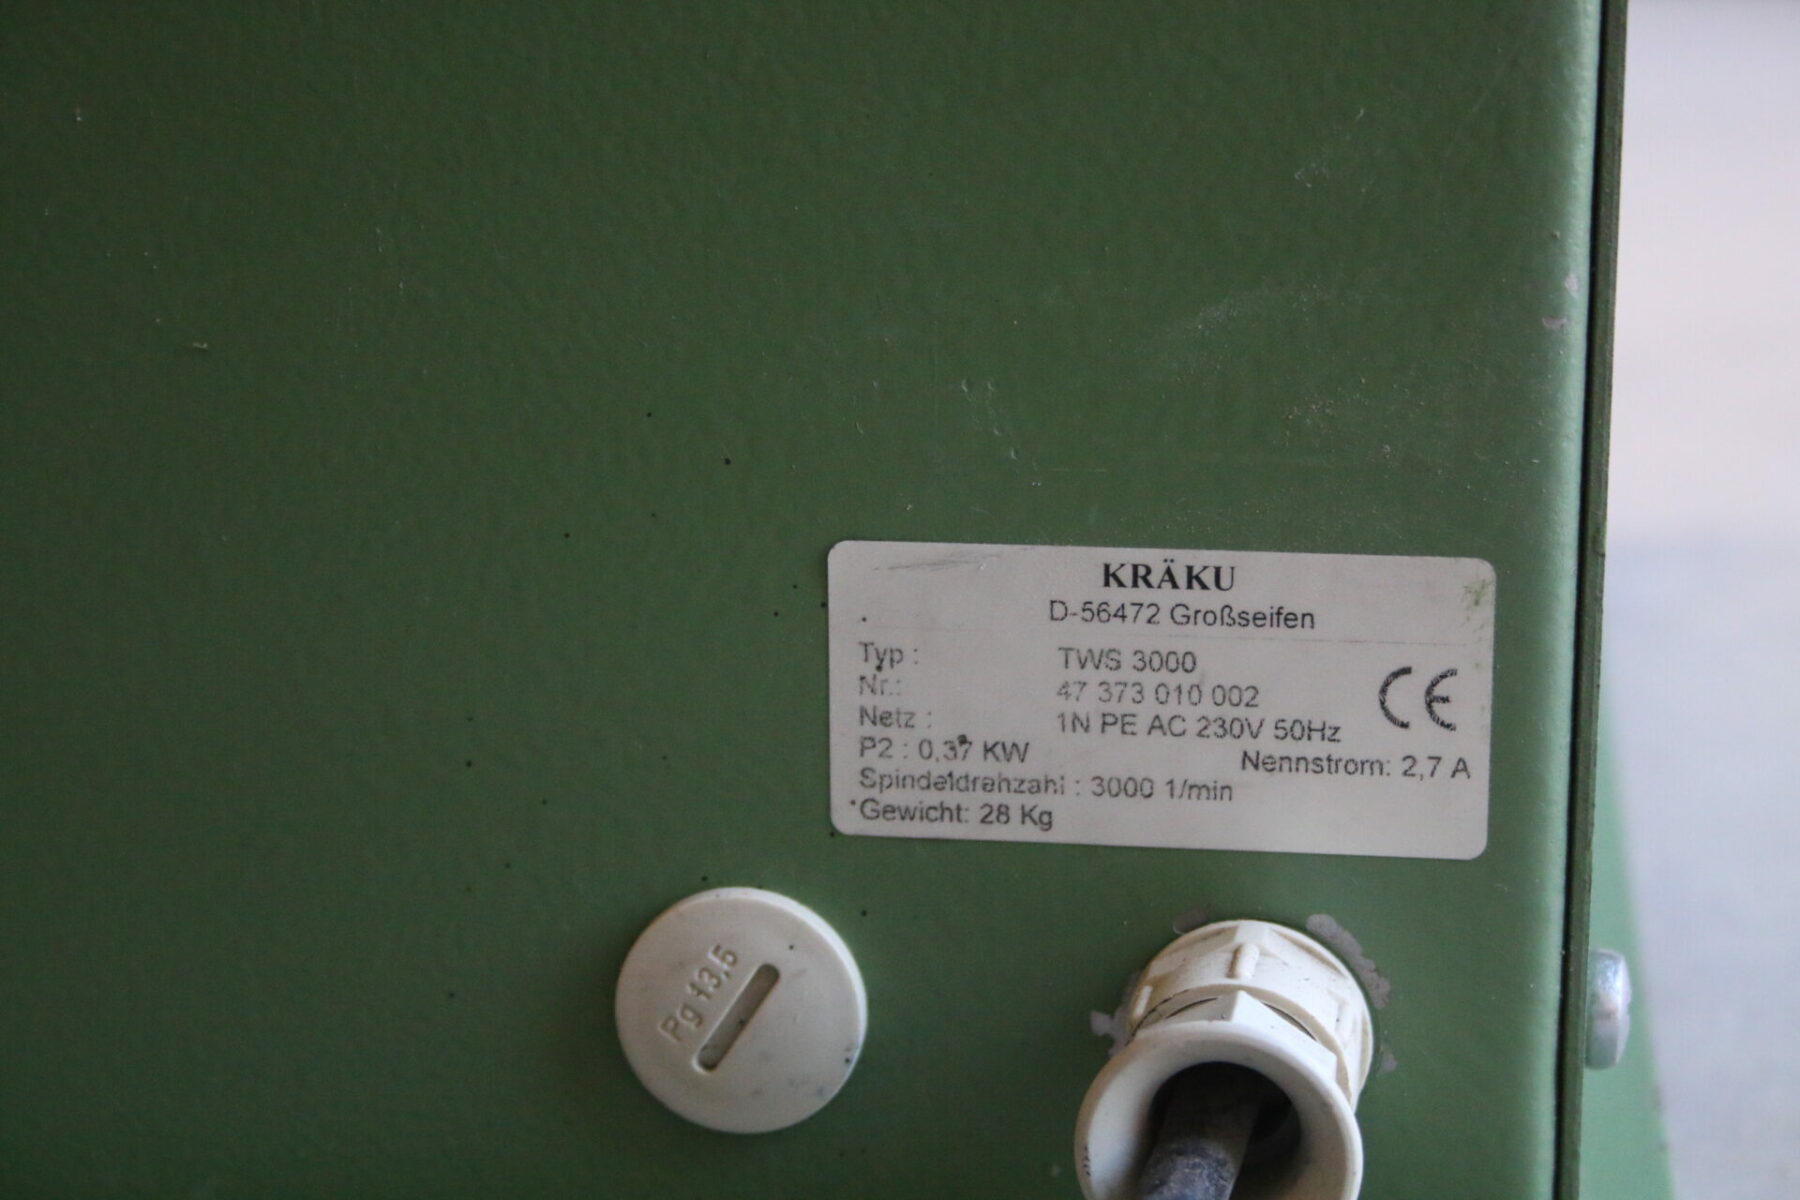 KRÄKU
D-56472 Großseifen
Typ : TWS 3000
Nr.: 47 373 010 002
Netz : 1N PE AC 230V 50Hz
P2 : 0,37 KW Nennstrom: 2,7 A
Spindeldrehzahl : 3000 1/min
Gewicht: 28 Kg
CE
Pg 13,5